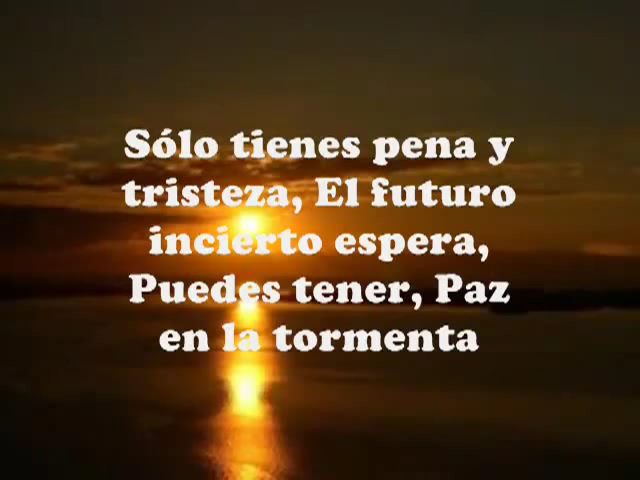 Sólo tienes pena y
tristeza, El futuro
incierto espera,
Puedes tener, Paz
en la tormenta